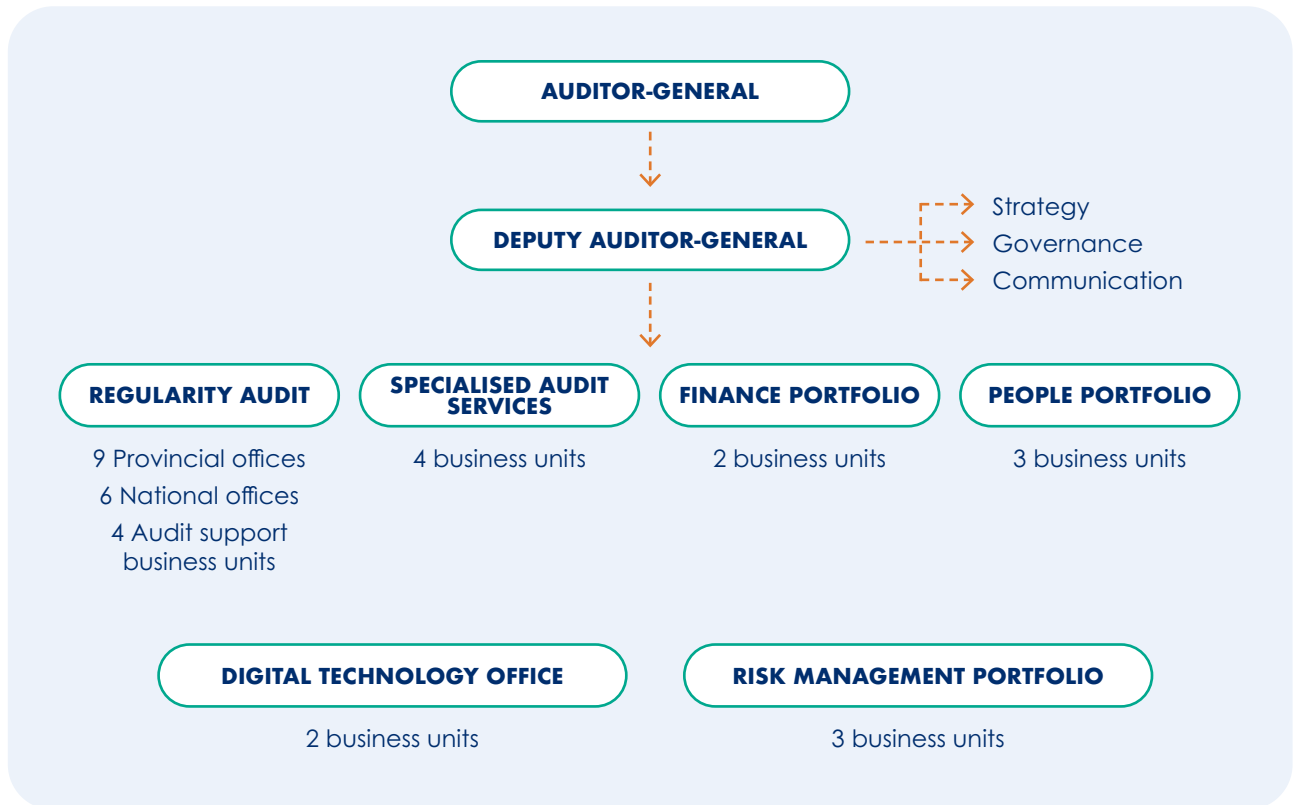 AUDITOR-GENERAL
DEPUTY AUDITOR-GENERAL
Strategy
Governance
Communication
REGULARITY AUDIT
9 Provincial offices
6 National offices
4 Audit support
business units
SPECIALISED AUDIT
SERVICES
4 business units
FINANCE PORTFOLIO
2 business units
PEOPLE PORTFOLIO
3 business units
DIGITAL TECHNOLOGY OFFICE
2 business units
RISK MANAGEMENT PORTFOLIO
3 business units